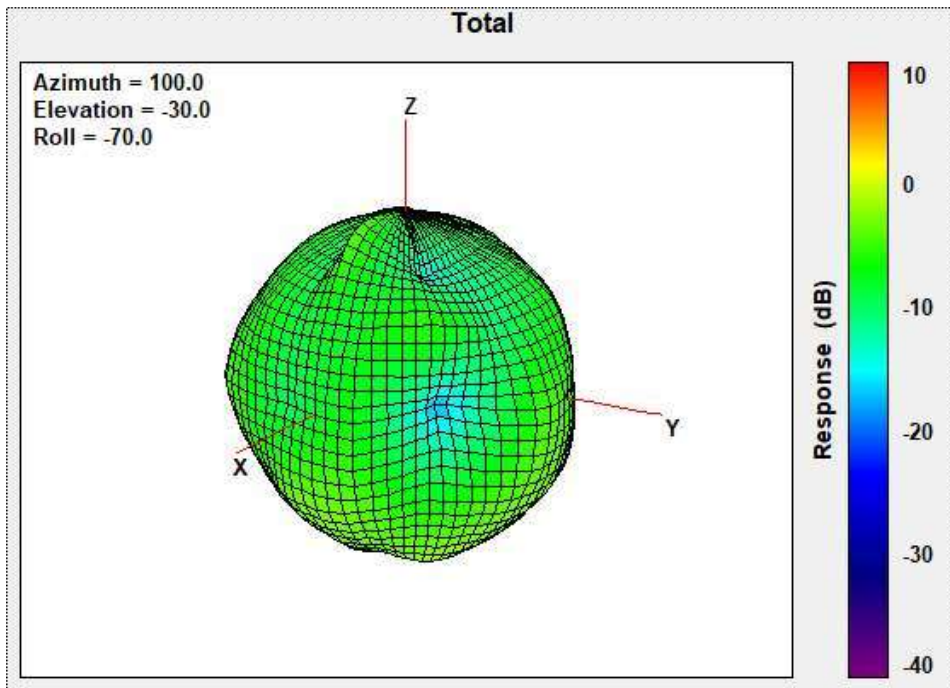 Total
Azimuth = 100.0
Elevation = -30.0
Roll = -70.0
Z
Y
X
10
0
-10
-20
-30
-40
Response (dB)